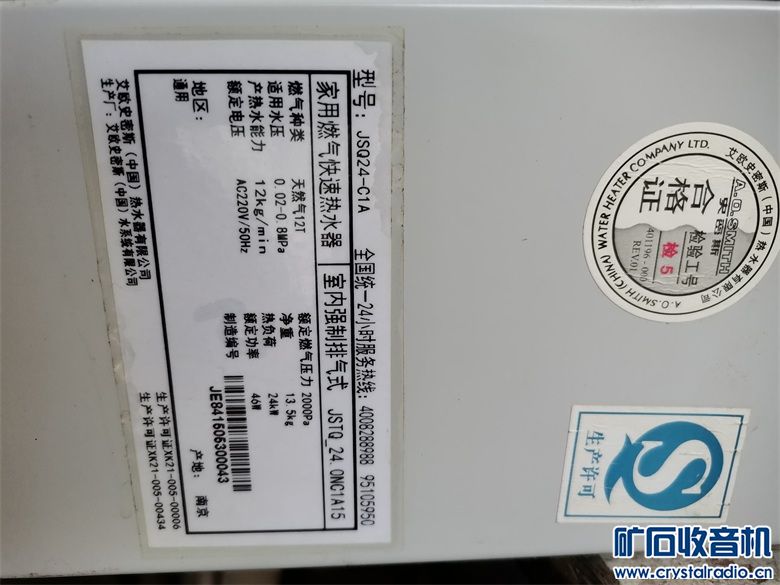 型号: JSQ24-C1A 全国统一24小时服务热线: 4008288988 95105950
家用燃气快速热水器 室内强制排气式 JSTQ 24.0NC1A15
燃气种类 天然气12T 额定燃气压力 2000Pa
适用水压 0.02-0.8MPa 净重 13.5kg
产热水能力 12kg/min 热负荷 24kW
额定电压 AC220V/50Hz 额定功率 46W
制造编号
JE841505300043
地区:
通用
产地: 南京
艾欧史密斯(中国)热水器有限公司 生产许可证XK21-005-00006
生产厂: 艾欧史密斯(中国)水系统有限公司 生产许可证XK21-005-00434
艾欧史密斯(中国)热水器有限公司
A.O.SMITH
合格证
检验工号
检 5
REV.01
A.O.SMITH (CHINA) WATER HEATER COMPANY LTD.
生产许可
矿石收音机
www.crystalradio.cn